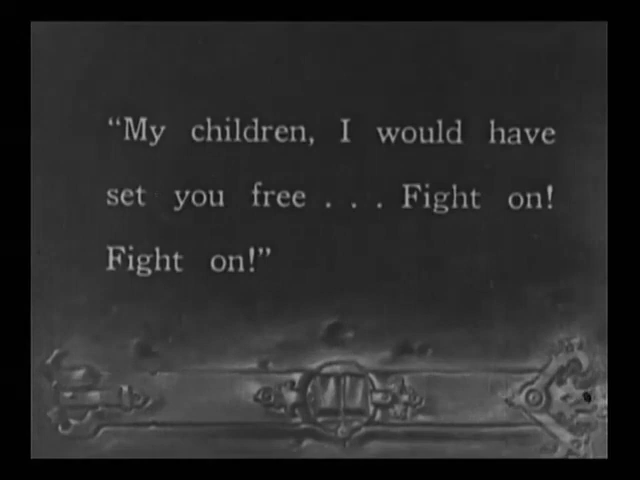 “My children, I would have
set you free . . . Fight on!
Fight on!”